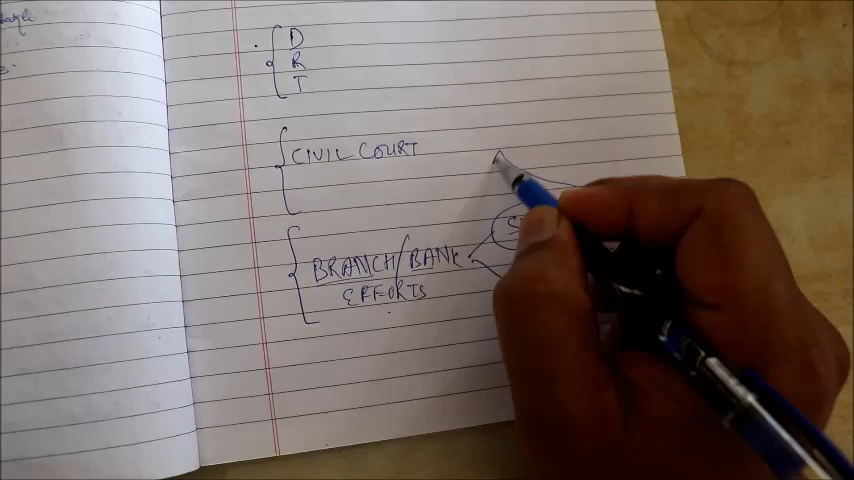 D
R
T
CIVIL COURT
BRANCH/BANK
EFFORTS